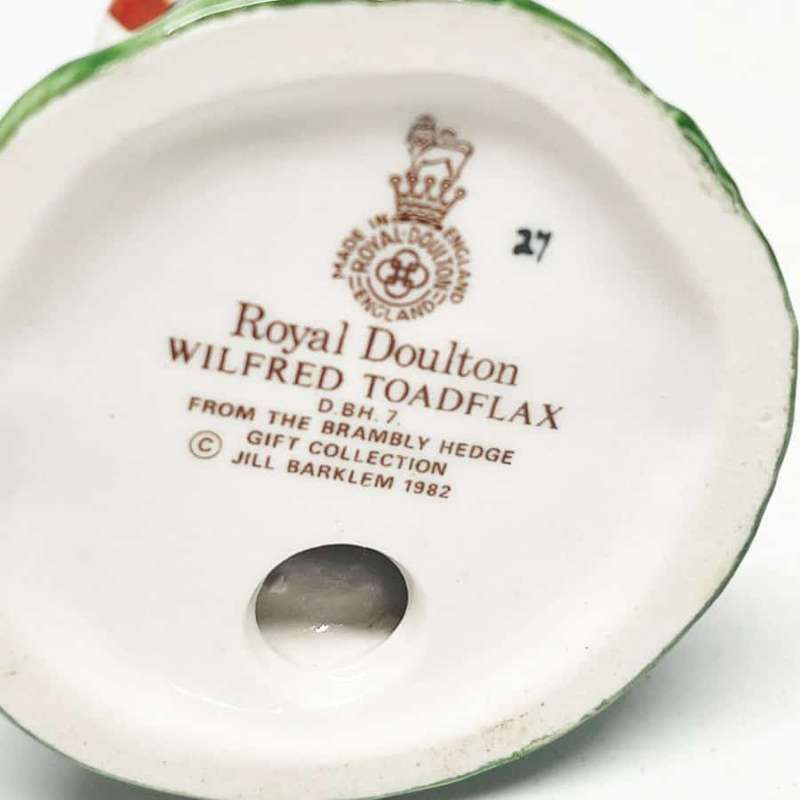 MADE IN ENGLAND
ROYAL·DOULTON
ENGLAND
27
Royal Doulton
WILFRED TOADFLAX
D.BH.7.
FROM THE BRAMBLY HEDGE
GIFT COLLECTION
© JILL BARKLEM 1982